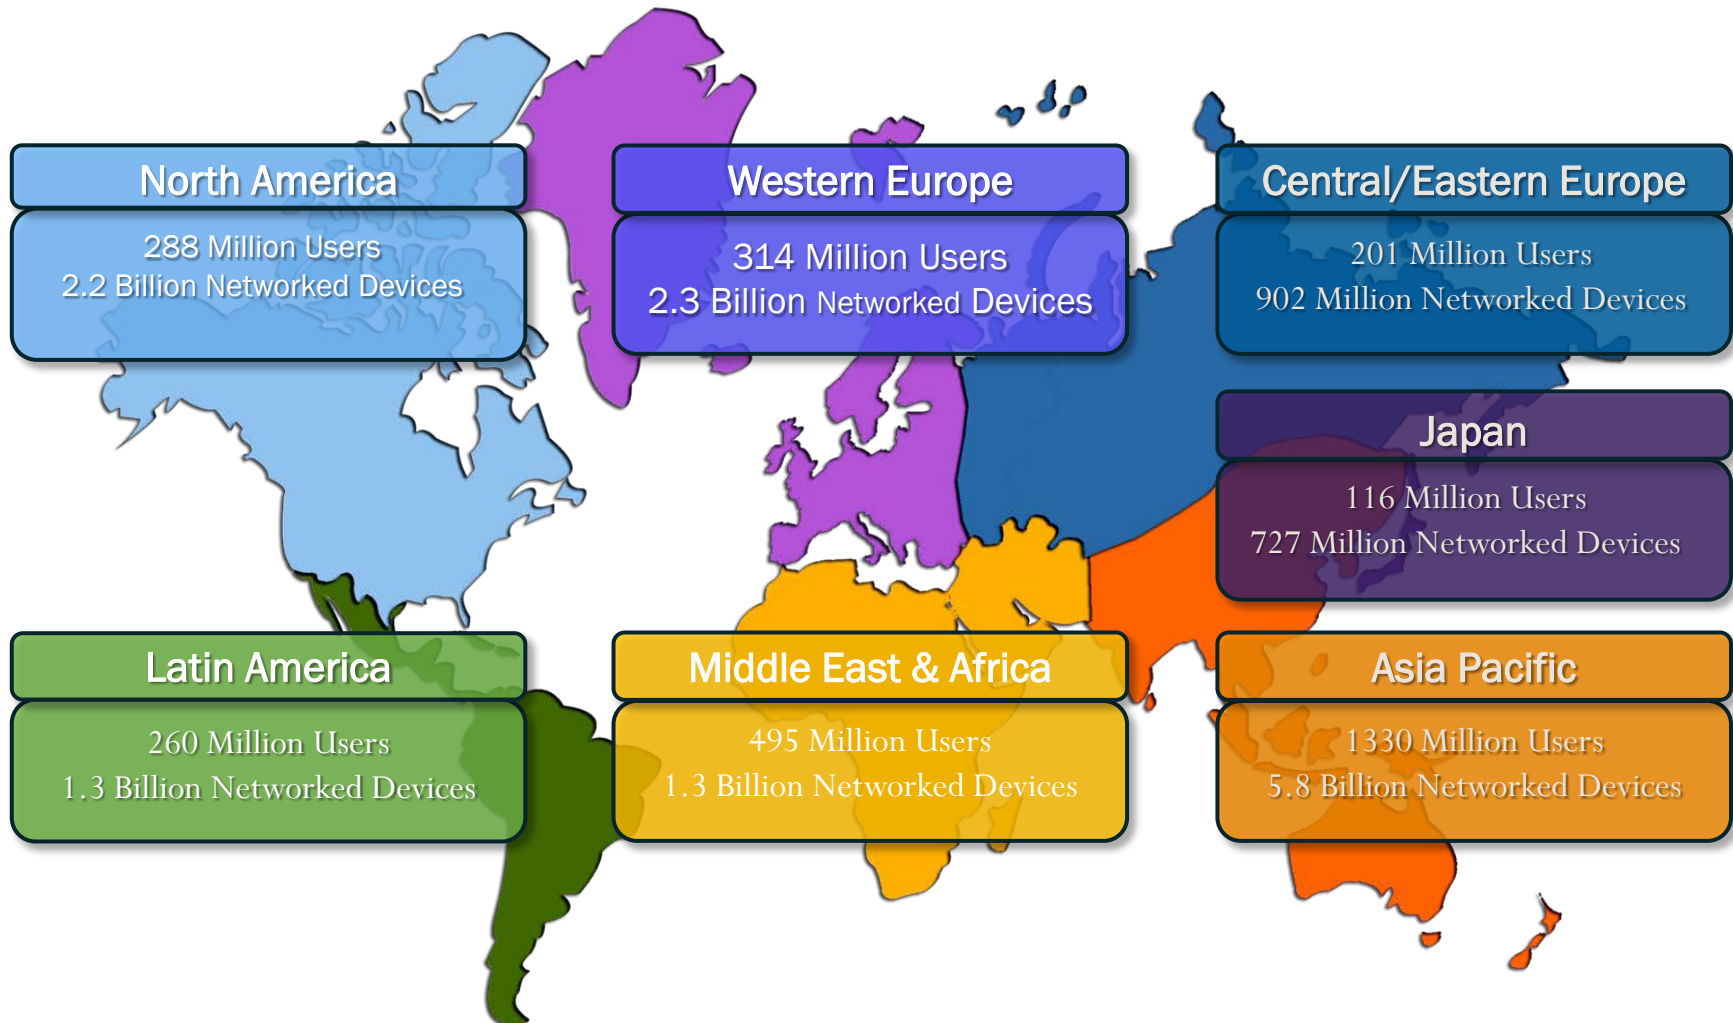 North America
288 Million Users
2.2 Billion Networked Devices
Western Europe
314 Million Users
2.3 Billion Networked Devices
Central/Eastern Europe
201 Million Users
902 Million Networked Devices
Japan
116 Million Users
727 Million Networked Devices
Latin America
260 Million Users
1.3 Billion Networked Devices
Middle East & Africa
495 Million Users
1.3 Billion Networked Devices
Asia Pacific
1330 Million Users
5.8 Billion Networked Devices